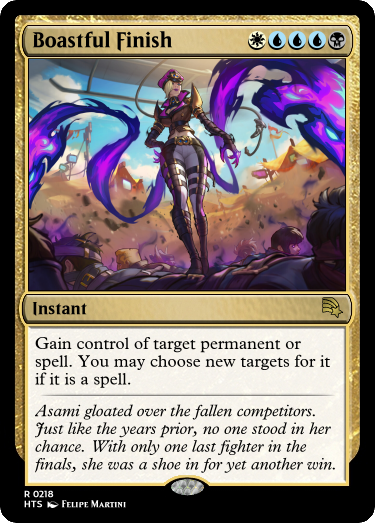 Boastful Finish
Instant
Gain control of target permanent or
spell. You may choose new targets for it
if it is a spell.
Asami gloated over the fallen competitors.
Just like the years prior, no one stood in her
chance. With only one last fighter in the
finals, she was a shoe in for yet another win.
R 0218
HTS Felipe Martini